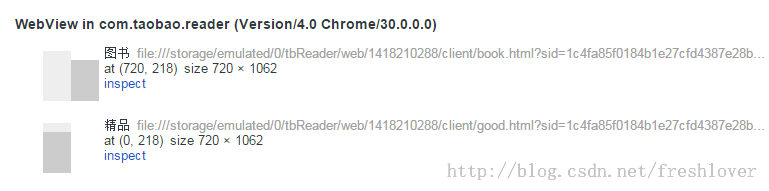 WebView in com.taobao.reader (Version/4.0 Chrome/30.0.0.0)
图书 file:///storage/emulated/0/tbReader/web/1418210288/client/book.html?sid=1c4fa85f0184b1e27cfd4387e28b...
at (720, 218) size 720 × 1062
inspect
精品 file:///storage/emulated/0/tbReader/web/1418210288/client/good.html?sid=1c4fa85f0184b1e27cfd4387e28b...
at (0, 218) size 720 × 1062
inspect
http://blog.csdn.net/freshlover